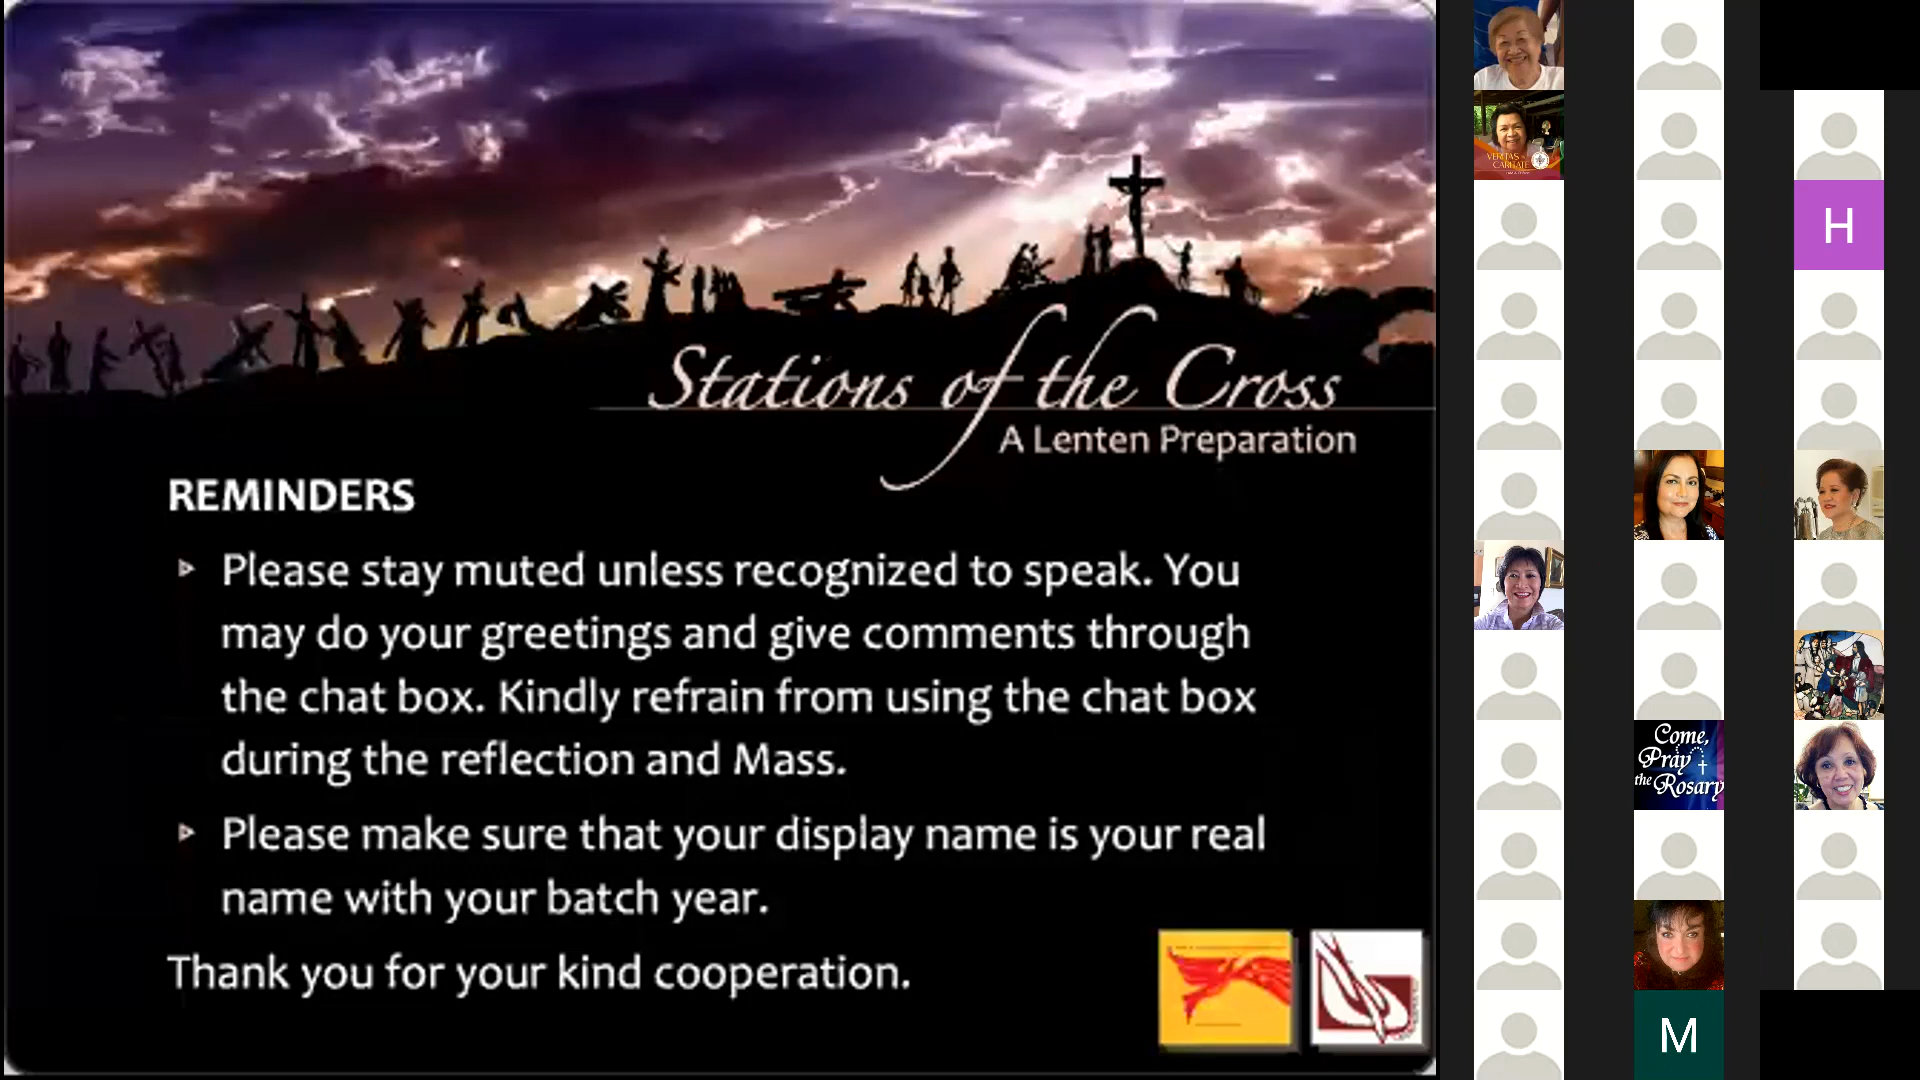 Stations of the Cross
A Lenten Preparation
REMINDERS
Please stay muted unless recognized to speak. You
may do your greetings and give comments through
the chat box. Kindly refrain from using the chat box
during the reflection and Mass.
Please make sure that your display name is your real
name with your batch year.
Thank you for your kind cooperation.
VERITAS
CARITATE
H
Come,
Pray
the Rosary
M